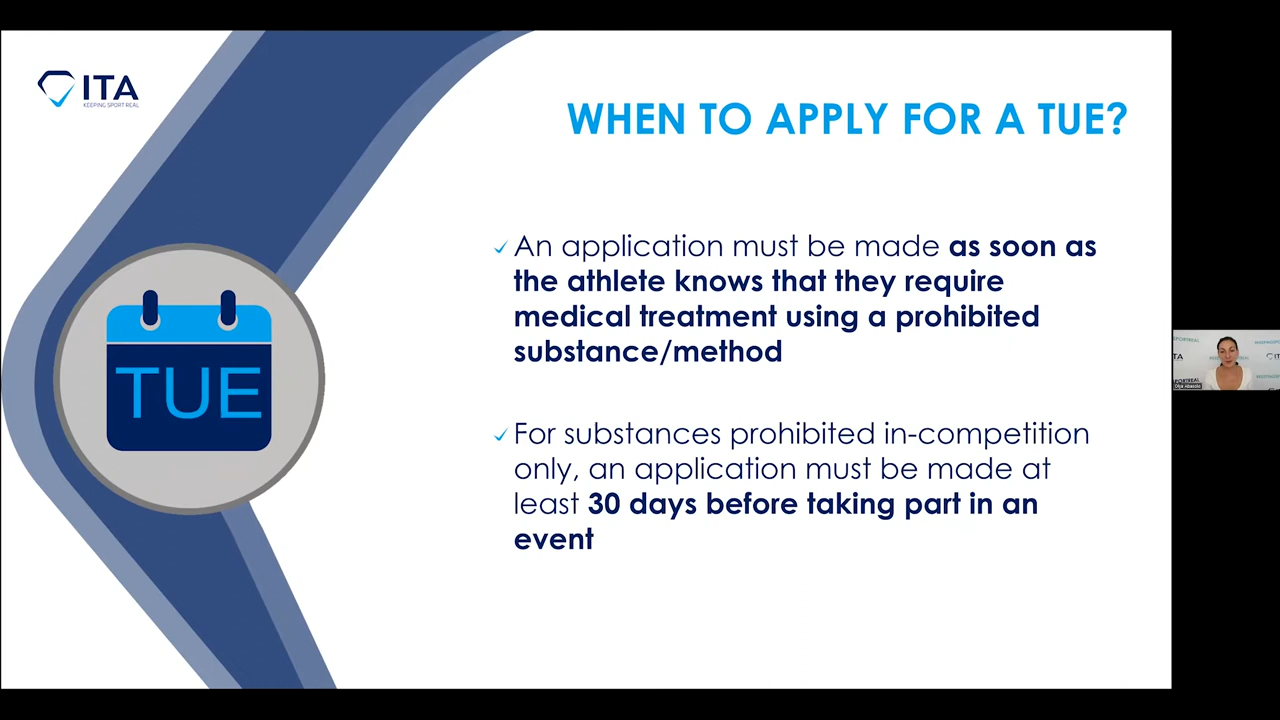 ITA
KEEPING SPORT REAL
WHEN TO APPLY FOR A TUE?
An application must be made as soon as
the athlete knows that they require
medical treatment using a prohibited
substance/method
TUE
For substances prohibited in-competition
only, an application must be made at
least 30 days before taking part in an
event